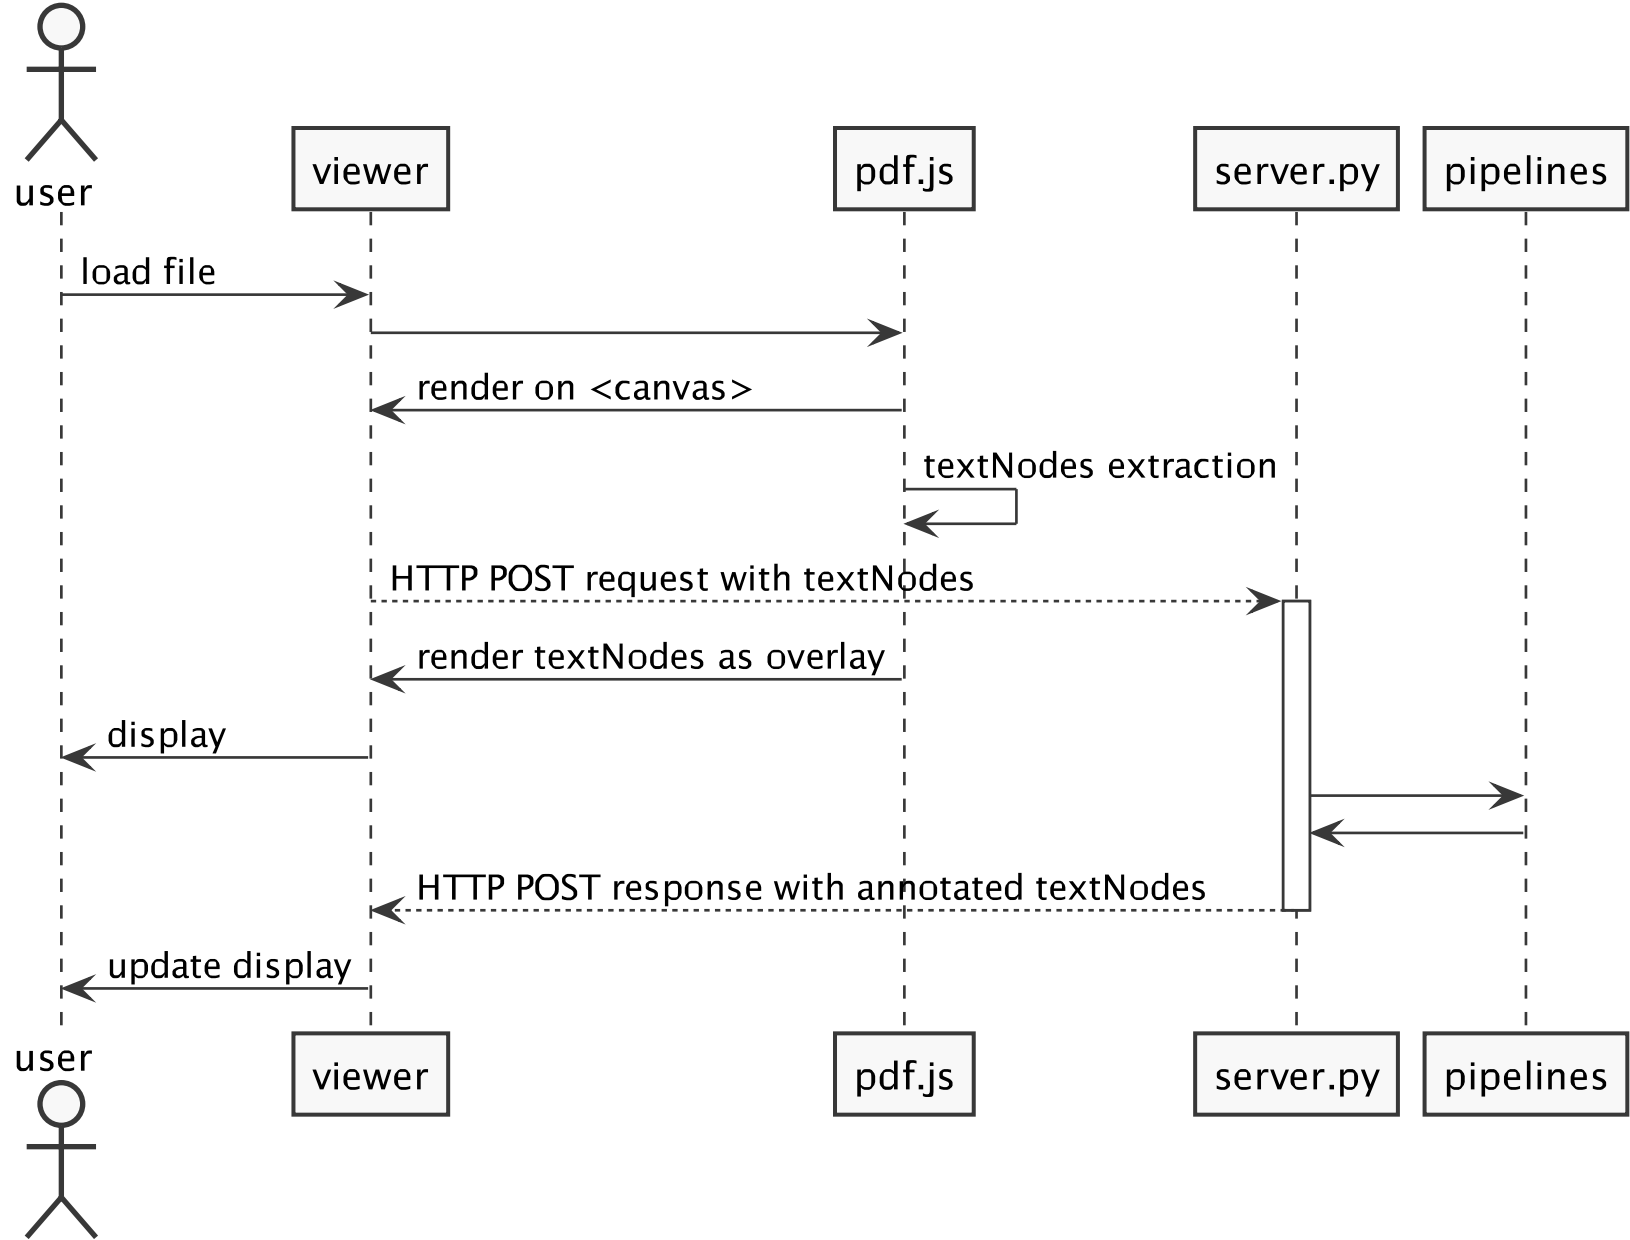 user
viewer
pdf.js
server.py
pipelines
load file
render on <canvas>
textNodes extraction
HTTP POST request with textNodes
render textNodes as overlay
display
HTTP POST response with annotated textNodes
update display
user
viewer
pdf.js
server.py
pipelines